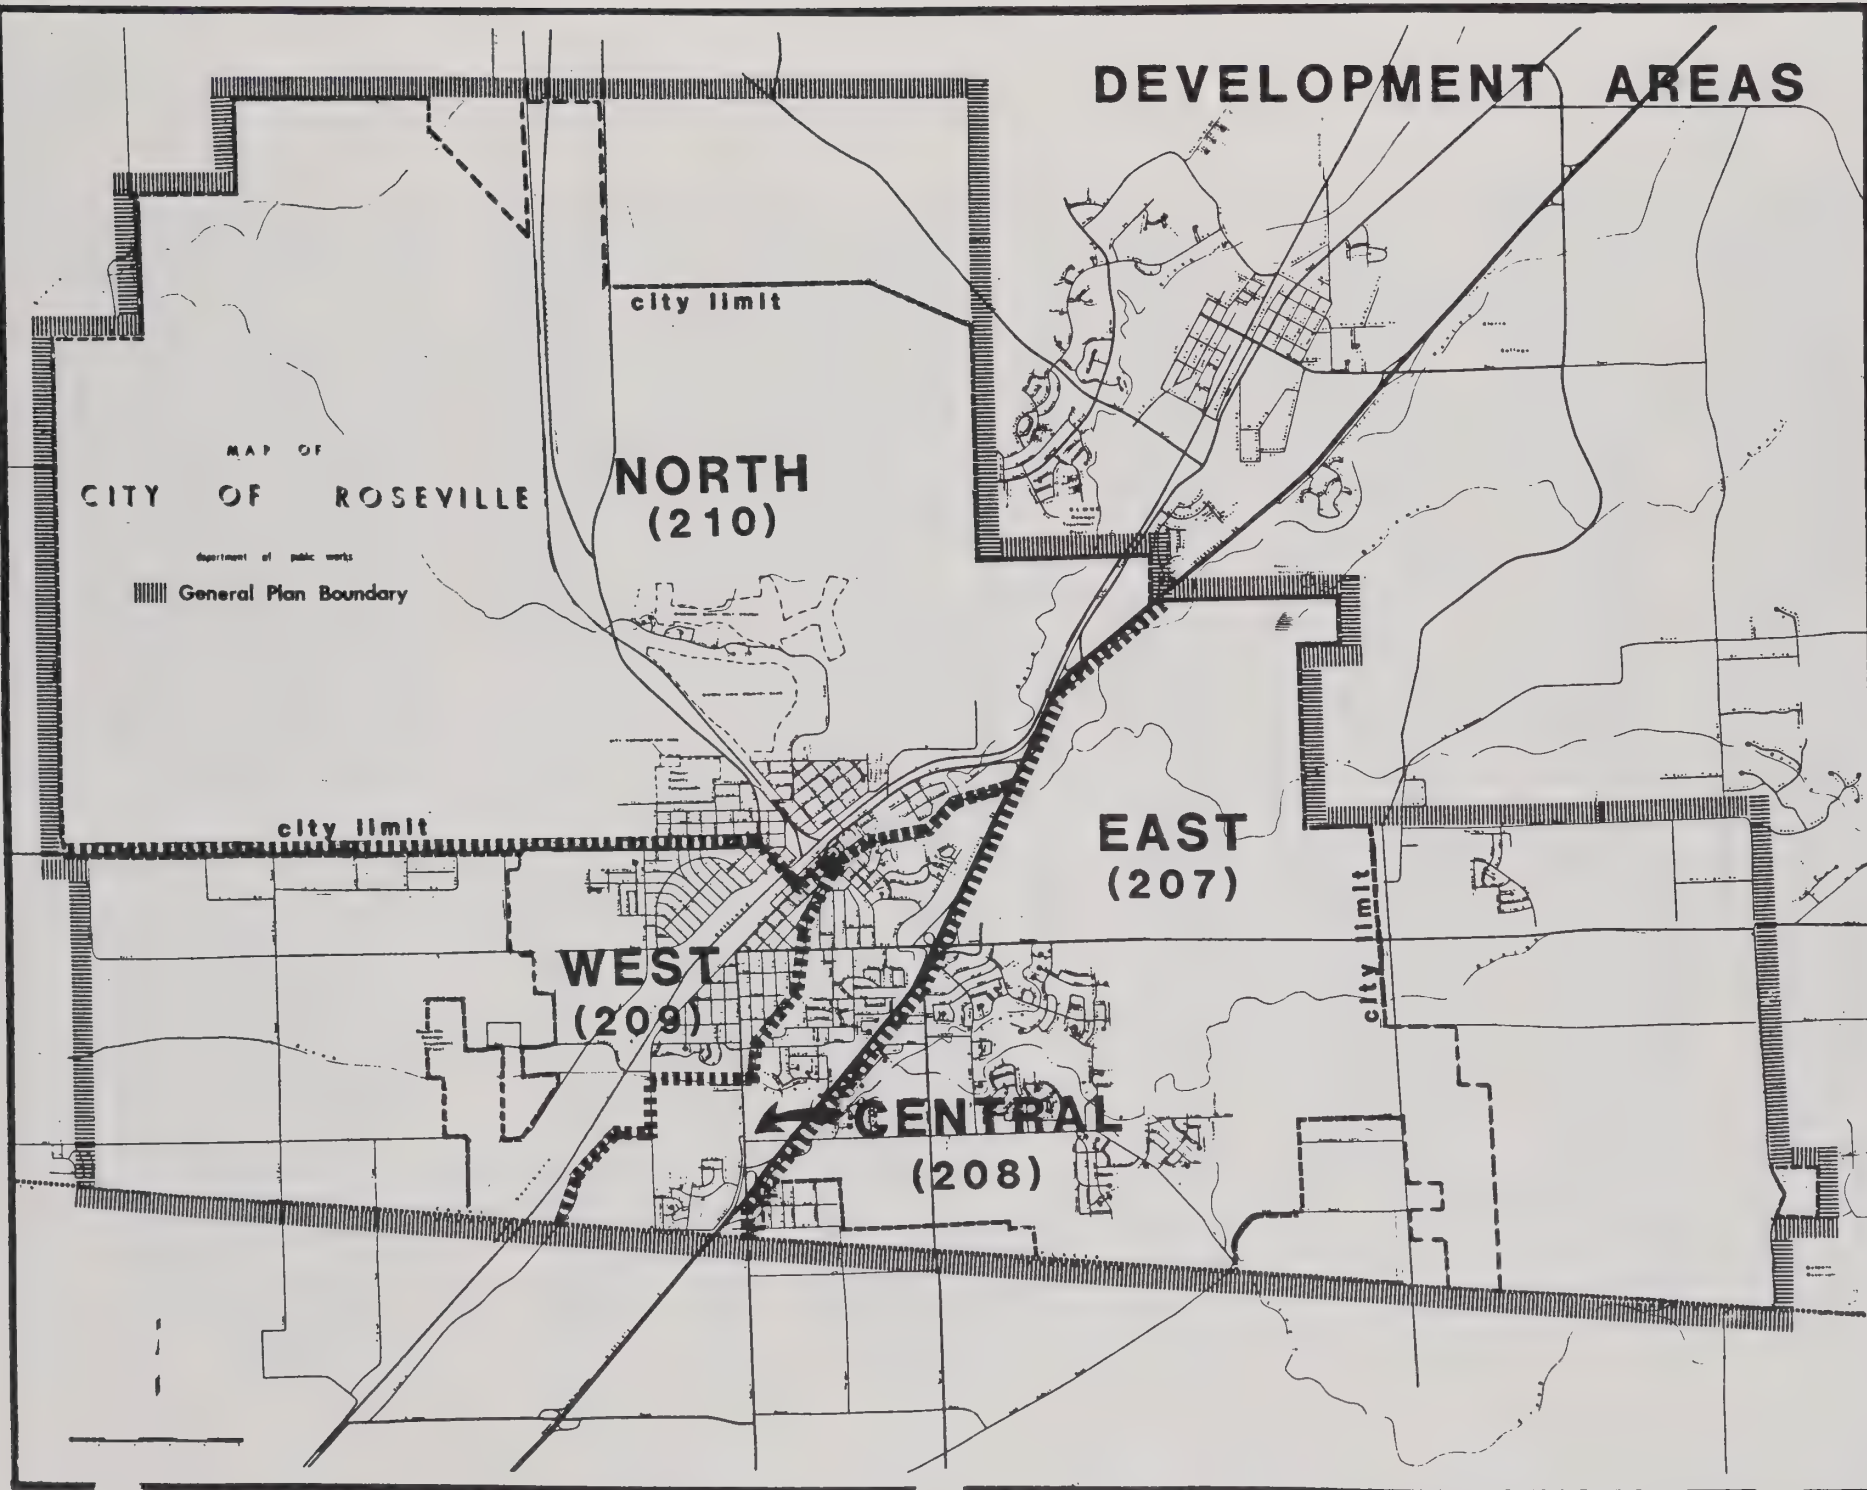 DEVELOPMENT AREAS
city limit
MAP OF
CITY OF ROSEVILLE
department of public works
General Plan Boundary
NORTH
(210)
city limit
EAST
(207)
city limit
WEST
(209)
CENTRAL
(208)